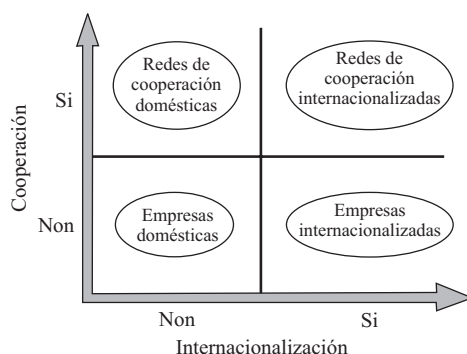 Redes de
cooperación
domésticas
Redes de
cooperación
internacionalizadas
Si
Cooperación
Non
Empresas
domésticas
Empresas
internacionalizadas
Non
Si
Internacionalización